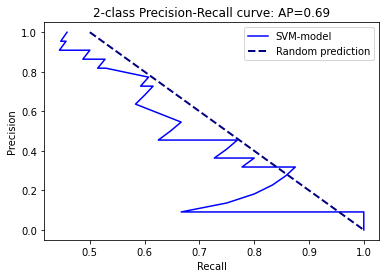 2-class Precision-Recall curve: AP=0.69
SVM-model
Random prediction
Precision
1.0
0.8
0.6
0.4
0.2
0.0
0.5
0.6
0.7
0.8
0.9
1.0
Recall